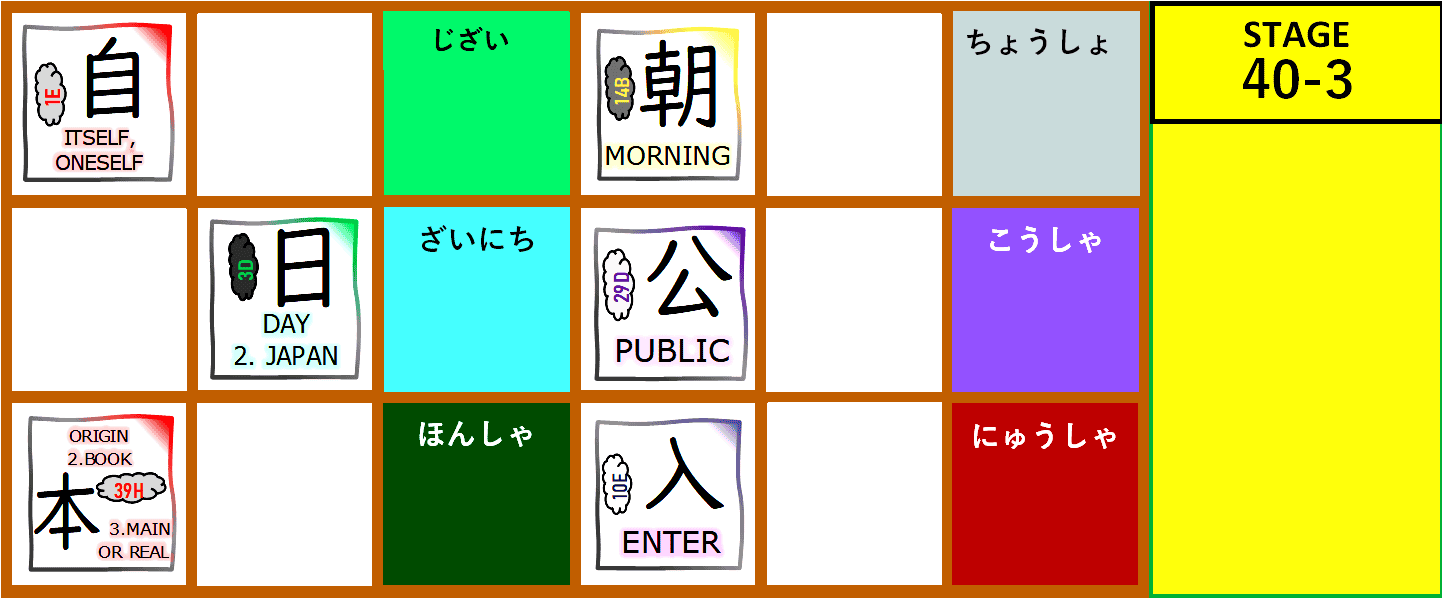 1E
自
ITSELF,
ONESELF
じざい
14B
朝
MORNING
ちょうしょ
STAGE
40-3
3D
日
DAY
2. JAPAN
ざいにち
29D
公
PUBLIC
こうしゃ
ORIGIN
2.BOOK
本
39H
3.MAIN
OR REAL
ほんしゃ
10E
入
ENTER
にゅうしゃ